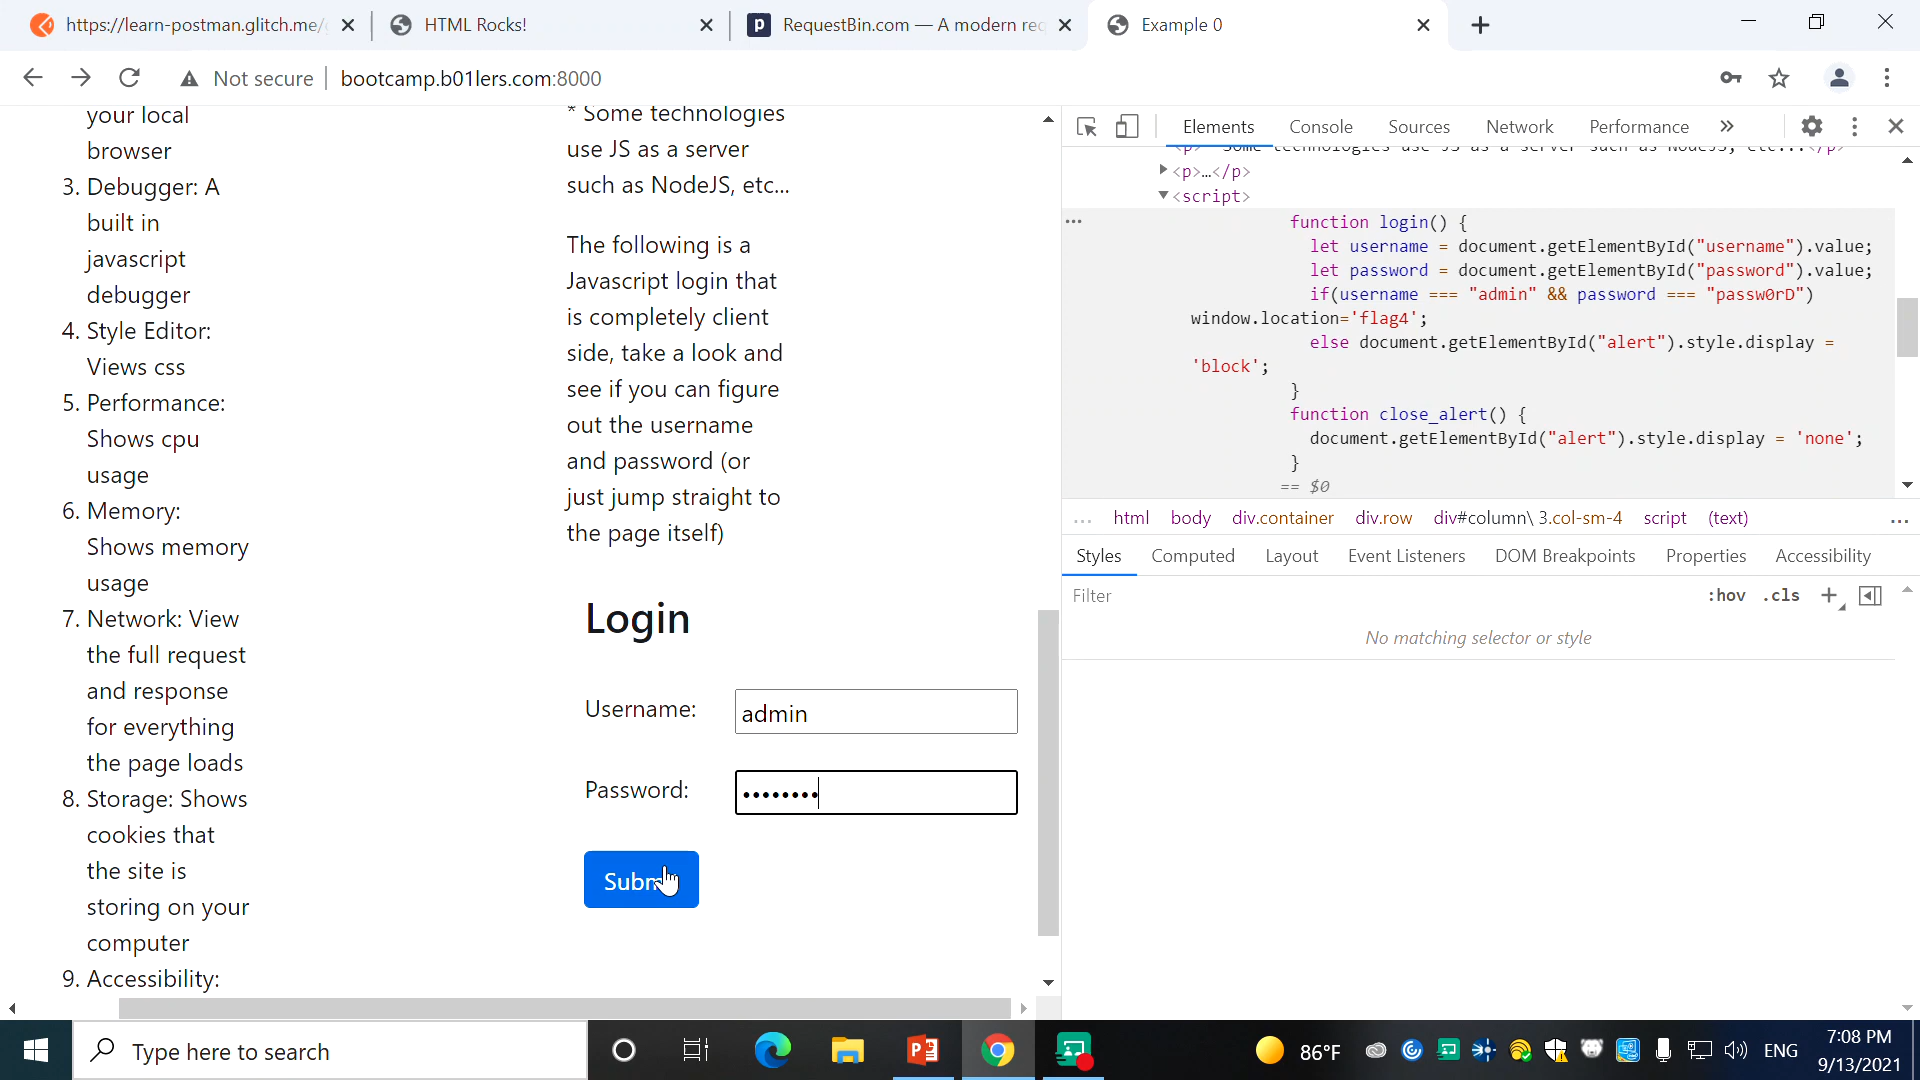 https://learn-postman.glitch.me/
HTML Rocks!
RequestBin.com — A modern rec
Example 0
Not secure
bootcamp.b01lers.com:8000
your local
browser
3. Debugger: A
built in
javascript
debugger
4. Style Editor:
Views css
5. Performance:
Shows cpu
usage
6. Memory:
Shows memory
usage
7. Network: View
the full request
and response
for everything
the page loads
8. Storage: Shows
cookies that
the site is
storing on your
computer
9. Accessibility:
* Some technologies
use JS as a server
such as NodeJS, etc...
The following is a
Javascript login that
is completely client
side, take a look and
see if you can figure
out the username
and password (or
just jump straight to
the page itself)
Login
Username:
admin
Password:
••••••••
Subm
Elements
Console
Sources
Network
Performance
<p>…</p>
<script>
function login() {
let username = document.getElementById("username").value;
let password = document.getElementById("password").value;
if(username === "admin" && password === "passw0rD")
window.location='flag4';
else document.getElementById("alert").style.display =
'block';
}
function close_alert() {
document.getElementById("alert").style.display = 'none';
}
== $0
... html body div.container div.row div#column\ 3.col-sm-4 script (text) ...
Styles
Computed
Layout
Event Listeners
DOM Breakpoints
Properties
Accessibility
Filter
:hov .cls
No matching selector or style
Type here to search
86°F
ENG
7:08 PM
9/13/2021